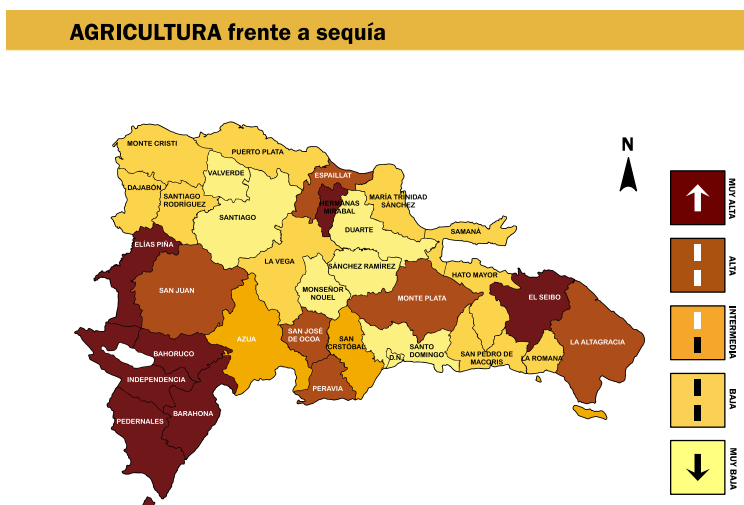 AGRICULTURA frente a sequía
N
MONTE CRISTI
PUERTO PLATA
VALVERDE
ESPAILLAT
DAJABÓN
SANTIAGO
RODRÍGUEZ
HERMANAS
MIRABAL
MARÍA TRINIDAD
SÁNCHEZ
SANTIAGO
DUARTE
SAMANÁ
ELÍAS PIÑA
LA VEGA
SÁNCHEZ RAMÍREZ
HATO MAYOR
SAN JUAN
MONSEÑOR
NOUEL
MONTE PLATA
EL SEIBO
AZUA
SAN JOSÉ
DE OCOA
SAN
CRSTÓBAL
LA ALTAGRACIA
BAHORUCO
D.N.
SANTO
DOMINGO
SAN PEDRO DE
MACORIS
LA ROMANA
INDEPENDENCIA
PERAVIA
BARAHONA
PEDERNALES
MUY ALTA
ALTA
INTERMEDIA
BAJA
MUY BAJA